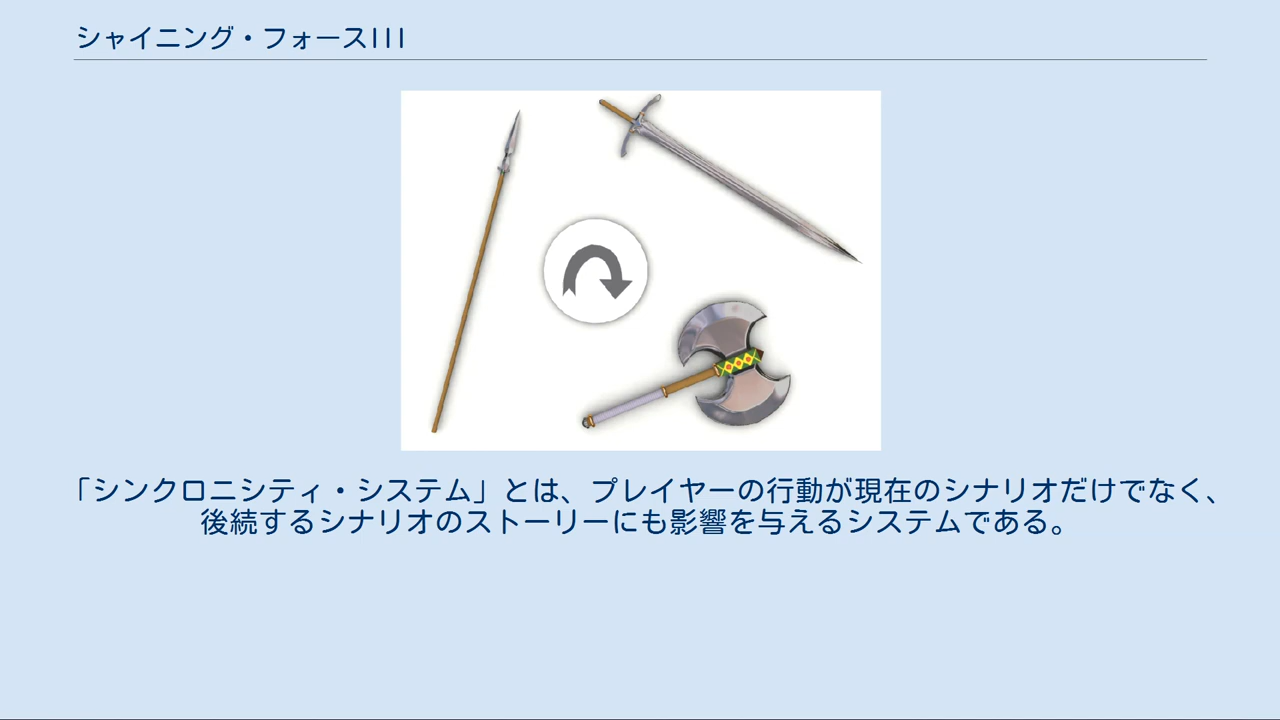 シャイニング・フォースIII
「シンクロニシティ・システム」とは、プレイヤーの行動が現在のシナリオだけでなく、
後続するシナリオのストーリーにも影響を与えるシステムである。